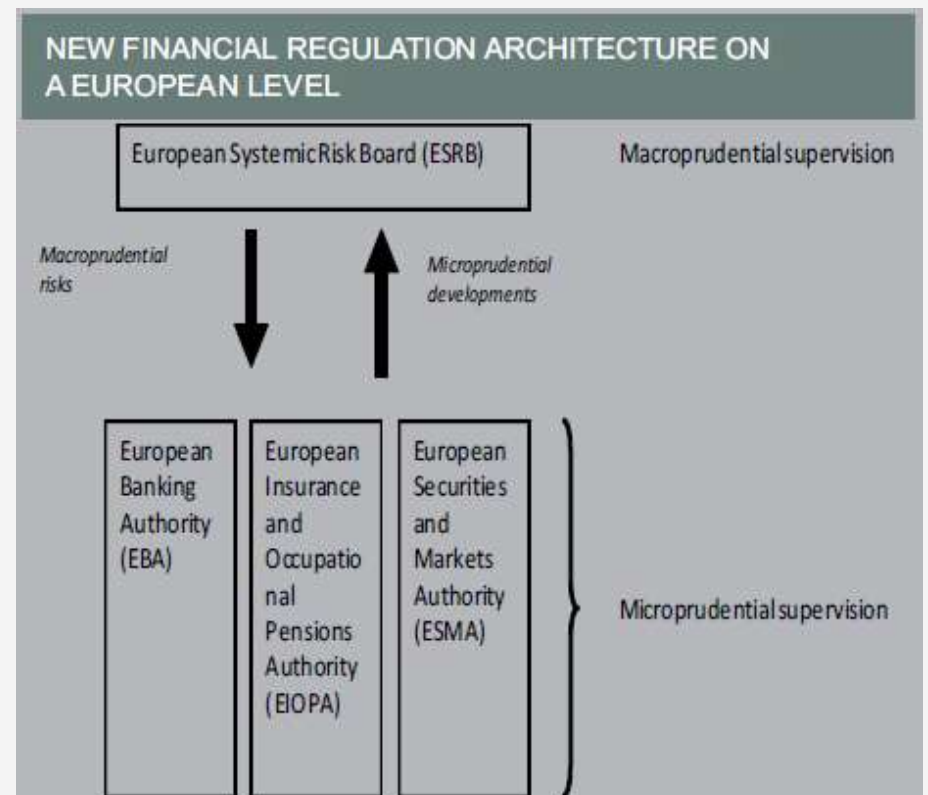 NEW FINANCIAL REGULATION ARCHITECTURE ON
A EUROPEAN LEVEL
European Systemic Risk Board (ESRB)
Macroprudential supervision
Macroprudential
risks
Microprudential
developments
European
Banking
Authority
(EBA)
European
Insurance
and
Occupatio
nal
Pensions
Authority
(EIOPA)
European
Securities
and
Markets
Authority
(ESMA)
Microprudential supervision